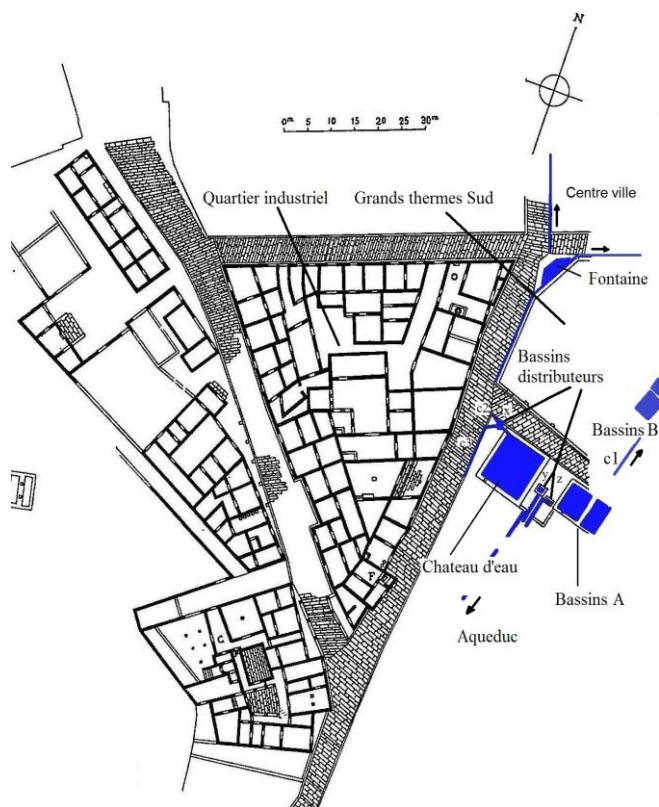 N
0m 5 10 15 20 25 30m
Quartier industriel
Grands thermes Sud
Centre ville
Fontaine
Bassins
distributeurs
Bassins B
c1
c2
z
Chateau d'eau
Bassins A
Aqueduc
F
C